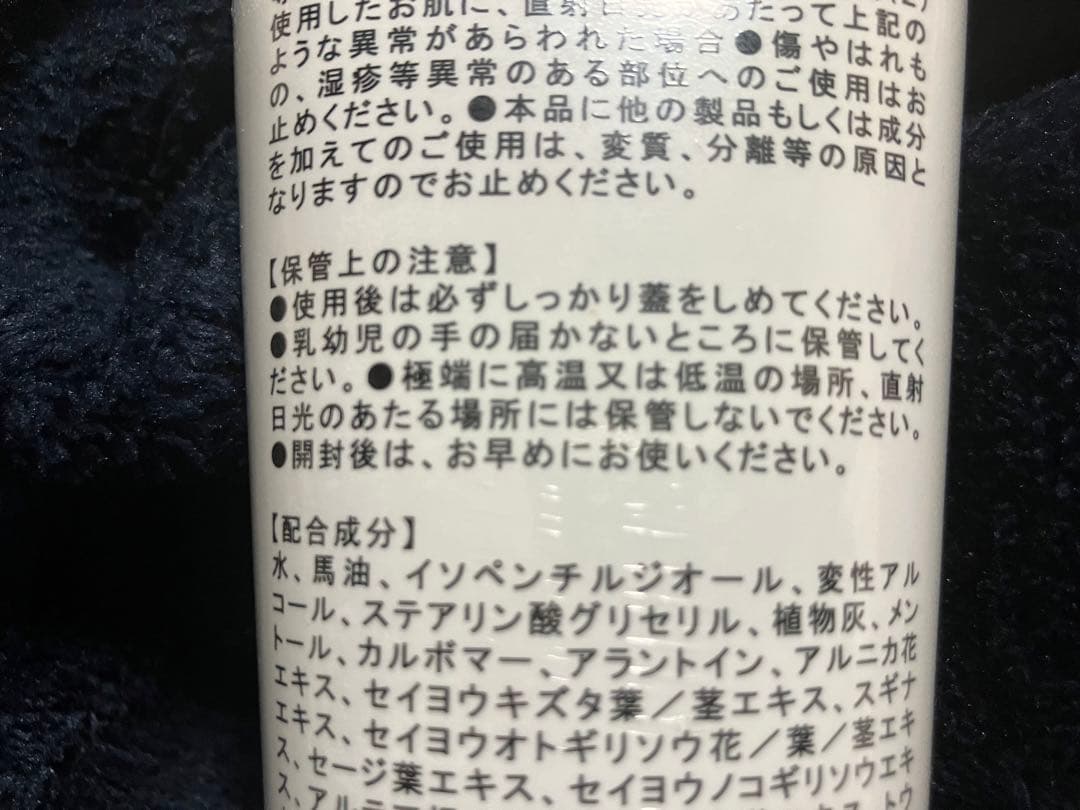 使用したお肌に、直射日光があたって上記の
ような異常があらわれた場合●傷やはれも
の、湿疹等異常のある部位へのご使用はお
止めください。●本品に他の製品もしくは成分
を加えてのご使用は、変質、分離等の原因と
なりますのでお止めください。
【保管上の注意】
●使用後は必ずしっかり蓋をしめてください。
●乳幼児の手の届かないところに保管してく
ださい。●極端に高温又は低温の場所、直射
日光のあたる場所には保管しないでください。
●開封後は、お早めにお使いください。
【配合成分】
水、馬油、イソペンチルジオール、変性アル
コール、ステアリン酸グリセリル、植物灰、メン
トール、カルボマー、アラントイン、アルニカ花
エキス、セイヨウキズタ葉／茎エキス、スギナ
エキス、セイヨウオトギリソウ花／葉／茎エキ
ス、セージ葉エキス、セイヨウノコギリソウエキ